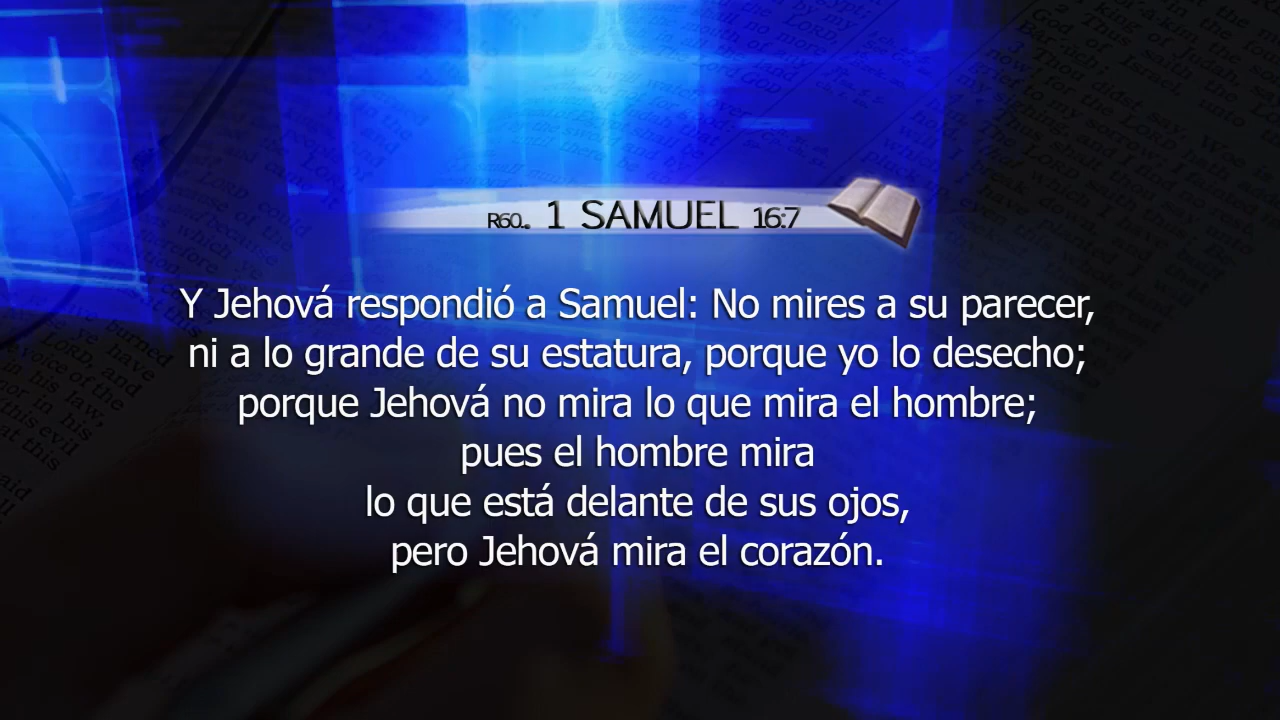 R60.. 1 SAMUEL 16:7
Y Jehová respondió a Samuel: No mires a su parecer,
ni a lo grande de su estatura, porque yo lo desecho;
porque Jehová no mira lo que mira el hombre;
pues el hombre mira
lo que está delante de sus ojos,
pero Jehová mira el corazón.